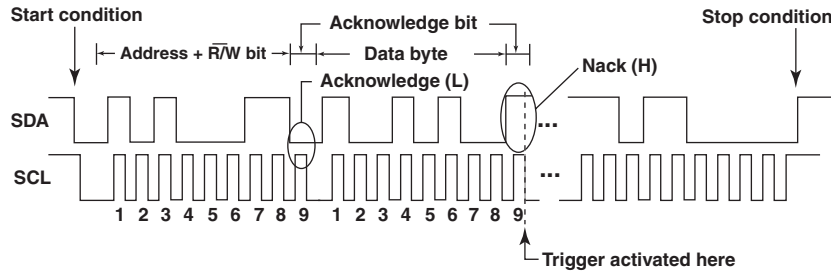 Start condition
Acknowledge bit
Stop condition
Address + R̅/W bit
Data byte
Nack (H)
Acknowledge (L)
SDA
...
SCL
...
1 2 3 4 5 6 7 8 9 1 2 3 4 5 6 7 8 9
Trigger activated here